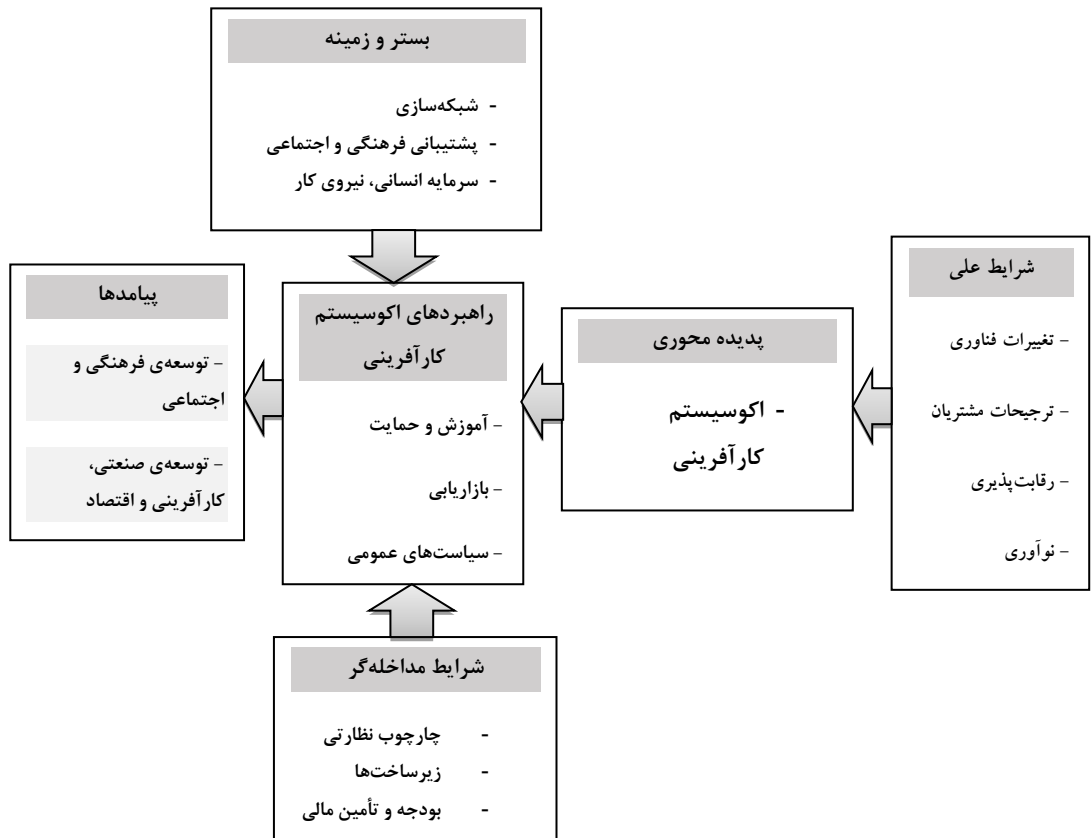 بستر و زمینه
- شبکه‌سازی
- پشتیبانی فرهنگی و اجتماعی
- سرمایه انسانی، نیروی کار
شرایط علی
- تغییرات فناوری
- ترجیحات مشتریان
- رقابت‌پذیری
- نوآوری
پدیده محوری
- اکوسیستم
کارآفرینی
راهبردهای اکوسیستم
کارآفرینی
- آموزش و حمایت
- بازاریابی
- سیاست‌های عمومی
پیامدها
- توسعه‌ی فرهنگی و
اجتماعی
- توسعه‌ی صنعتی،
کارآفرینی و اقتصاد
شرایط مداخله‌گر
- چارچوب نظارتی
- زیرساخت‌ها
- بودجه و تأمین مالی